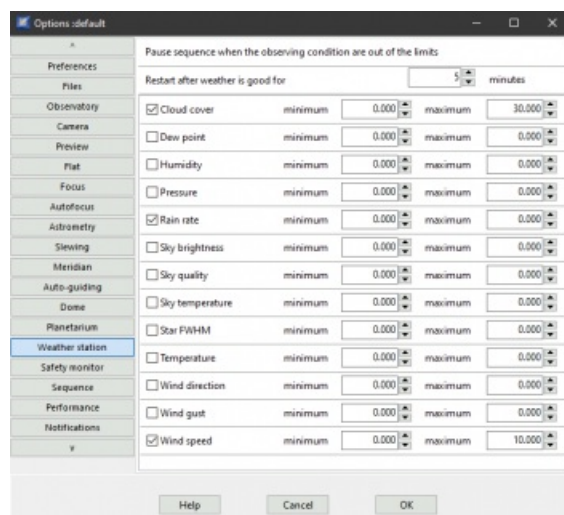 Options :default
Preferences
Files
Observatory
Camera
Preview
Flat
Focus
Autofocus
Astrometry
Slewing
Meridian
Auto-guiding
Dome
Planetarium
Weather station
Safety monitor
Sequence
Performance
Notifications
Pause sequence when the observing condition are out of the limits
Restart after weather is good for 5 minutes
Cloud cover minimum 0.000 maximum 30.000
Dew point minimum 0.000 maximum 0.000
Humidity minimum 0.000 maximum 0.000
Pressure minimum 0.000 maximum 0.000
Rain rate minimum 0.000 maximum 0.000
Sky brightness minimum 0.000 maximum 0.000
Sky quality minimum 0.000 maximum 0.000
Sky temperature minimum 0.000 maximum 0.000
Star FWHM minimum 0.000 maximum 0.000
Temperature minimum 0.000 maximum 0.000
Wind direction minimum 0.000 maximum 0.000
Wind gust minimum 0.000 maximum 0.000
Wind speed minimum 0.000 maximum 10.000
Help Cancel OK